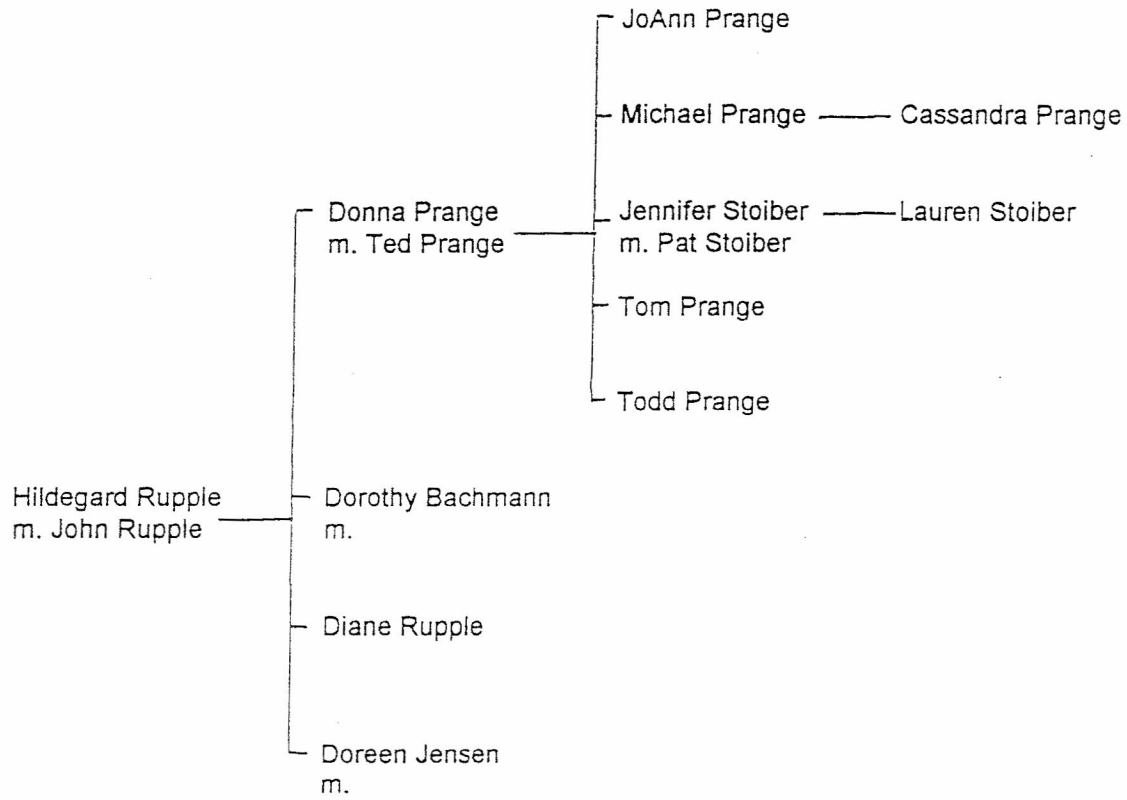 JoAnn Prange
Michael Prange
Cassandra Prange
Donna Prange
m. Ted Prange
Jennifer Stoiber
m. Pat Stoiber
Lauren Stoiber
Tom Prange
Todd Prange
Hildegard Rupple
m. John Rupple
Dorothy Bachmann
m.
Diane Rupple
Doreen Jensen
m.